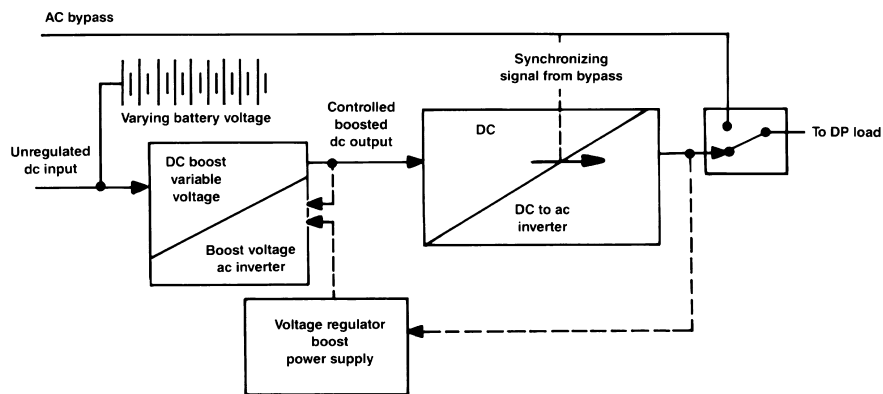 AC bypass
Synchronizing
signal from bypass
Varying battery voltage
Controlled
boosted
dc output
Unregulated
dc input
DC boost
variable
voltage
Boost voltage
ac inverter
DC
DC to ac
inverter
To DP load
Voltage regulator
boost
power supply